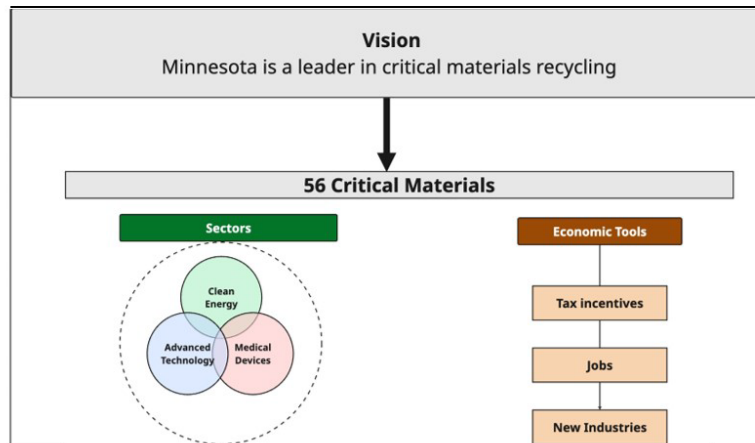 Vision
Minnesota is a leader in critical materials recycling
56 Critical Materials
Sectors
Economic Tools
Clean
Energy
Advanced
Technology
Medical
Devices
Tax incentives
Jobs
New Industries